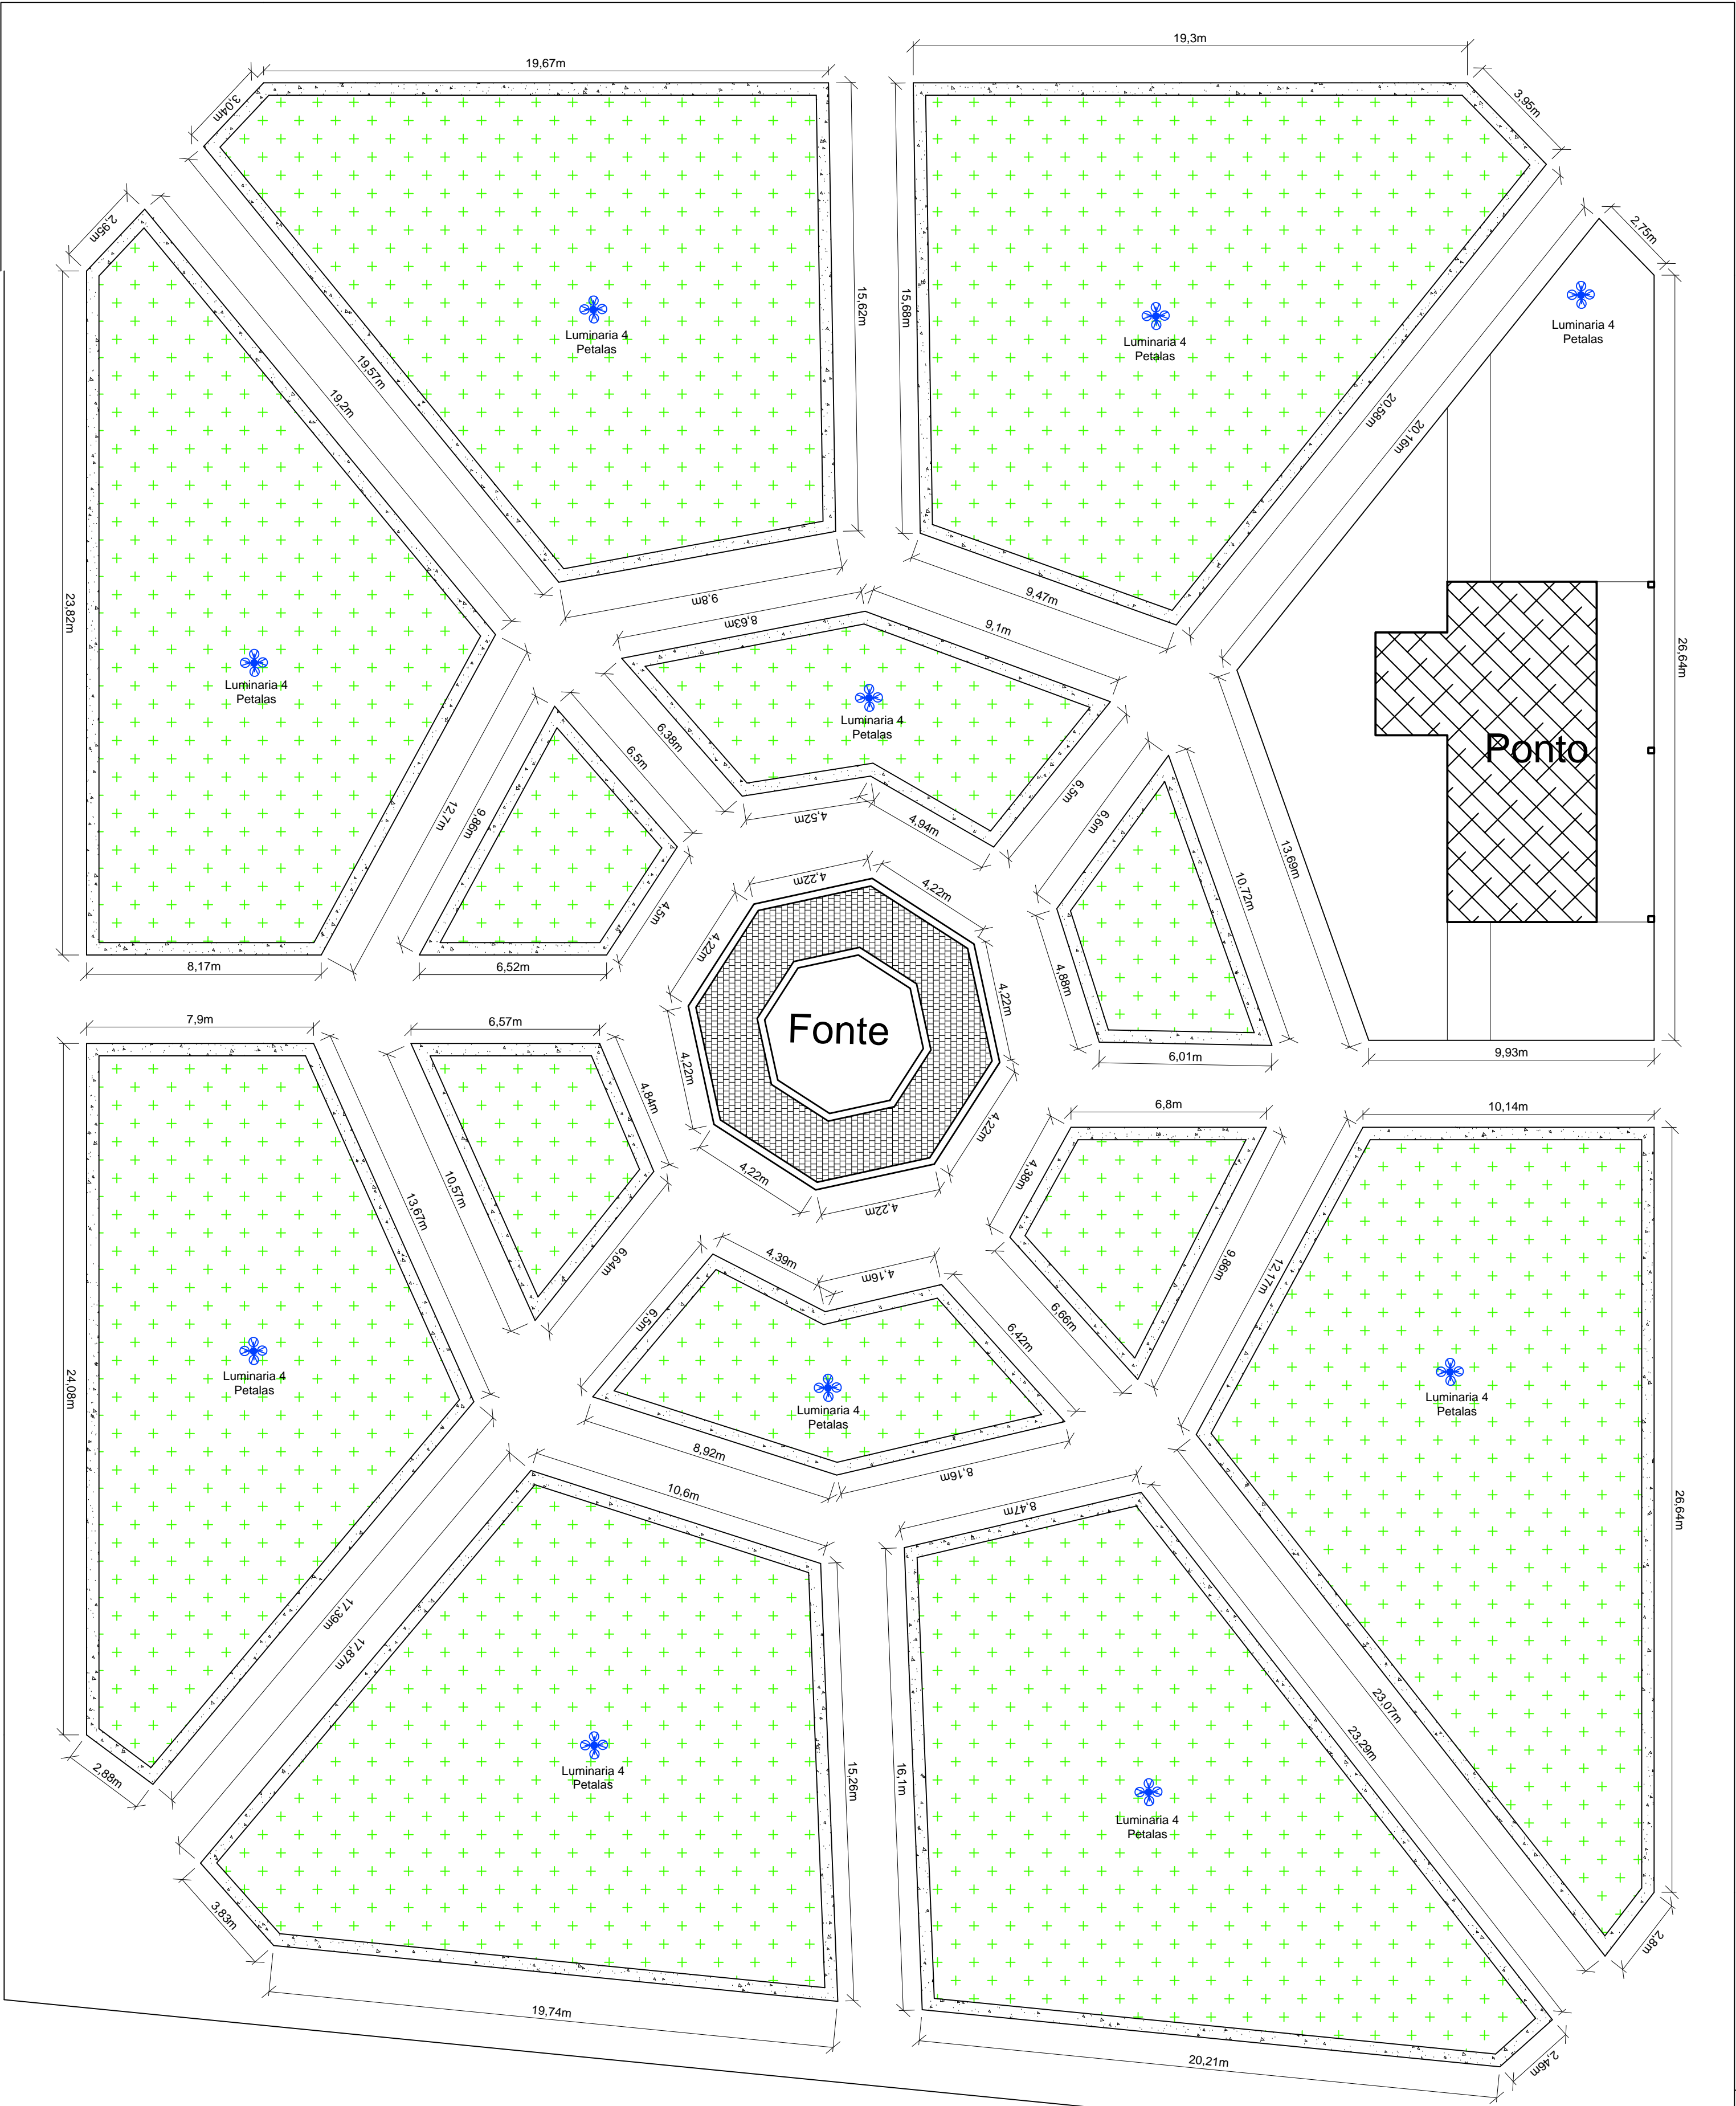 19,3m
19,67m
3,04m
3,95m
2,95m
2,75m
15,62m
15,68m
Luminaria 4
Petalas
Luminaria 4
Petalas
Luminaria 4
Petalas
19,57m
19,2m
20,58m
20,16m
23,82m
9,8m
9,47m
8,63m
9,1m
26,64m
Luminaria 4
Petalas
Luminaria 4
Petalas
6,38m
6,5m
6,5m
Ponto
12,7m
9,86m
4,52m
4,94m
6,6m
13,69m
10,72m
4,22m
4,22m
4,5m
4,22m
4,88m
4,22m
8,17m
6,52m
7,9m
6,57m
Fonte
6,01m
9,93m
4,22m
4,84m
4,22m
6,8m
10,14m
4,22m
4,22m
4,38m
10,57m
13,67m
6,64m
4,39m
4,16m
9,86m
12,17m
6,5m
6,42m
6,66m
Luminaria 4
Petalas
24,08m
Luminaria 4
Petalas
Luminaria 4
Petalas
8,92m
8,16m
10,6m
8,47m
26,64m
17,39m
17,87m
23,07m
23,29m
Luminaria 4
Petalas
2,88m
15,26m
16,1m
Luminaria 4
Petalas
3,83m
2,8m
19,74m
20,21m
2,46m